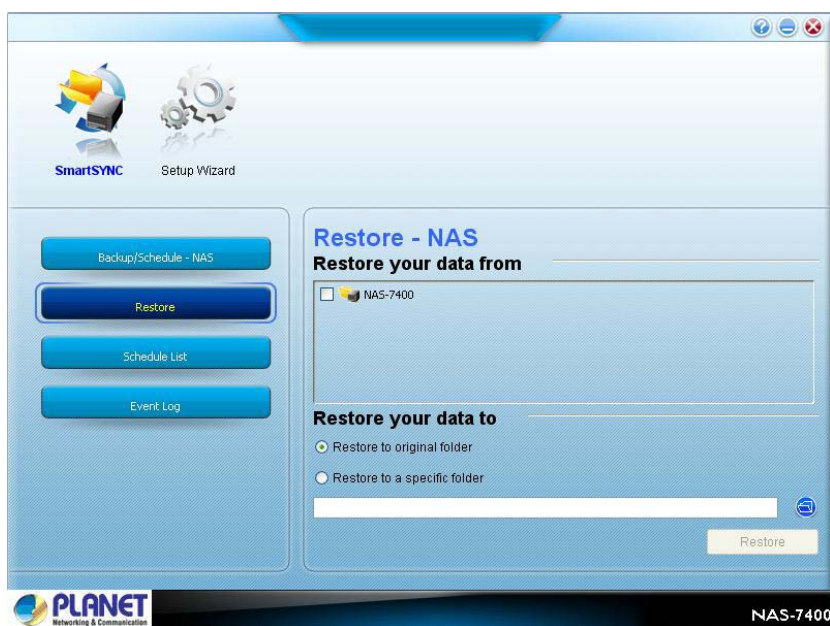 SmartSYNC
Setup Wizard
Backup/Schedule - NAS
Restore
Schedule List
Event Log
Restore - NAS
Restore your data from
NAS-7400
Restore your data to
Restore to original folder
Restore to a specific folder
Restore
PLANET
Networking & Communication
NAS-7400